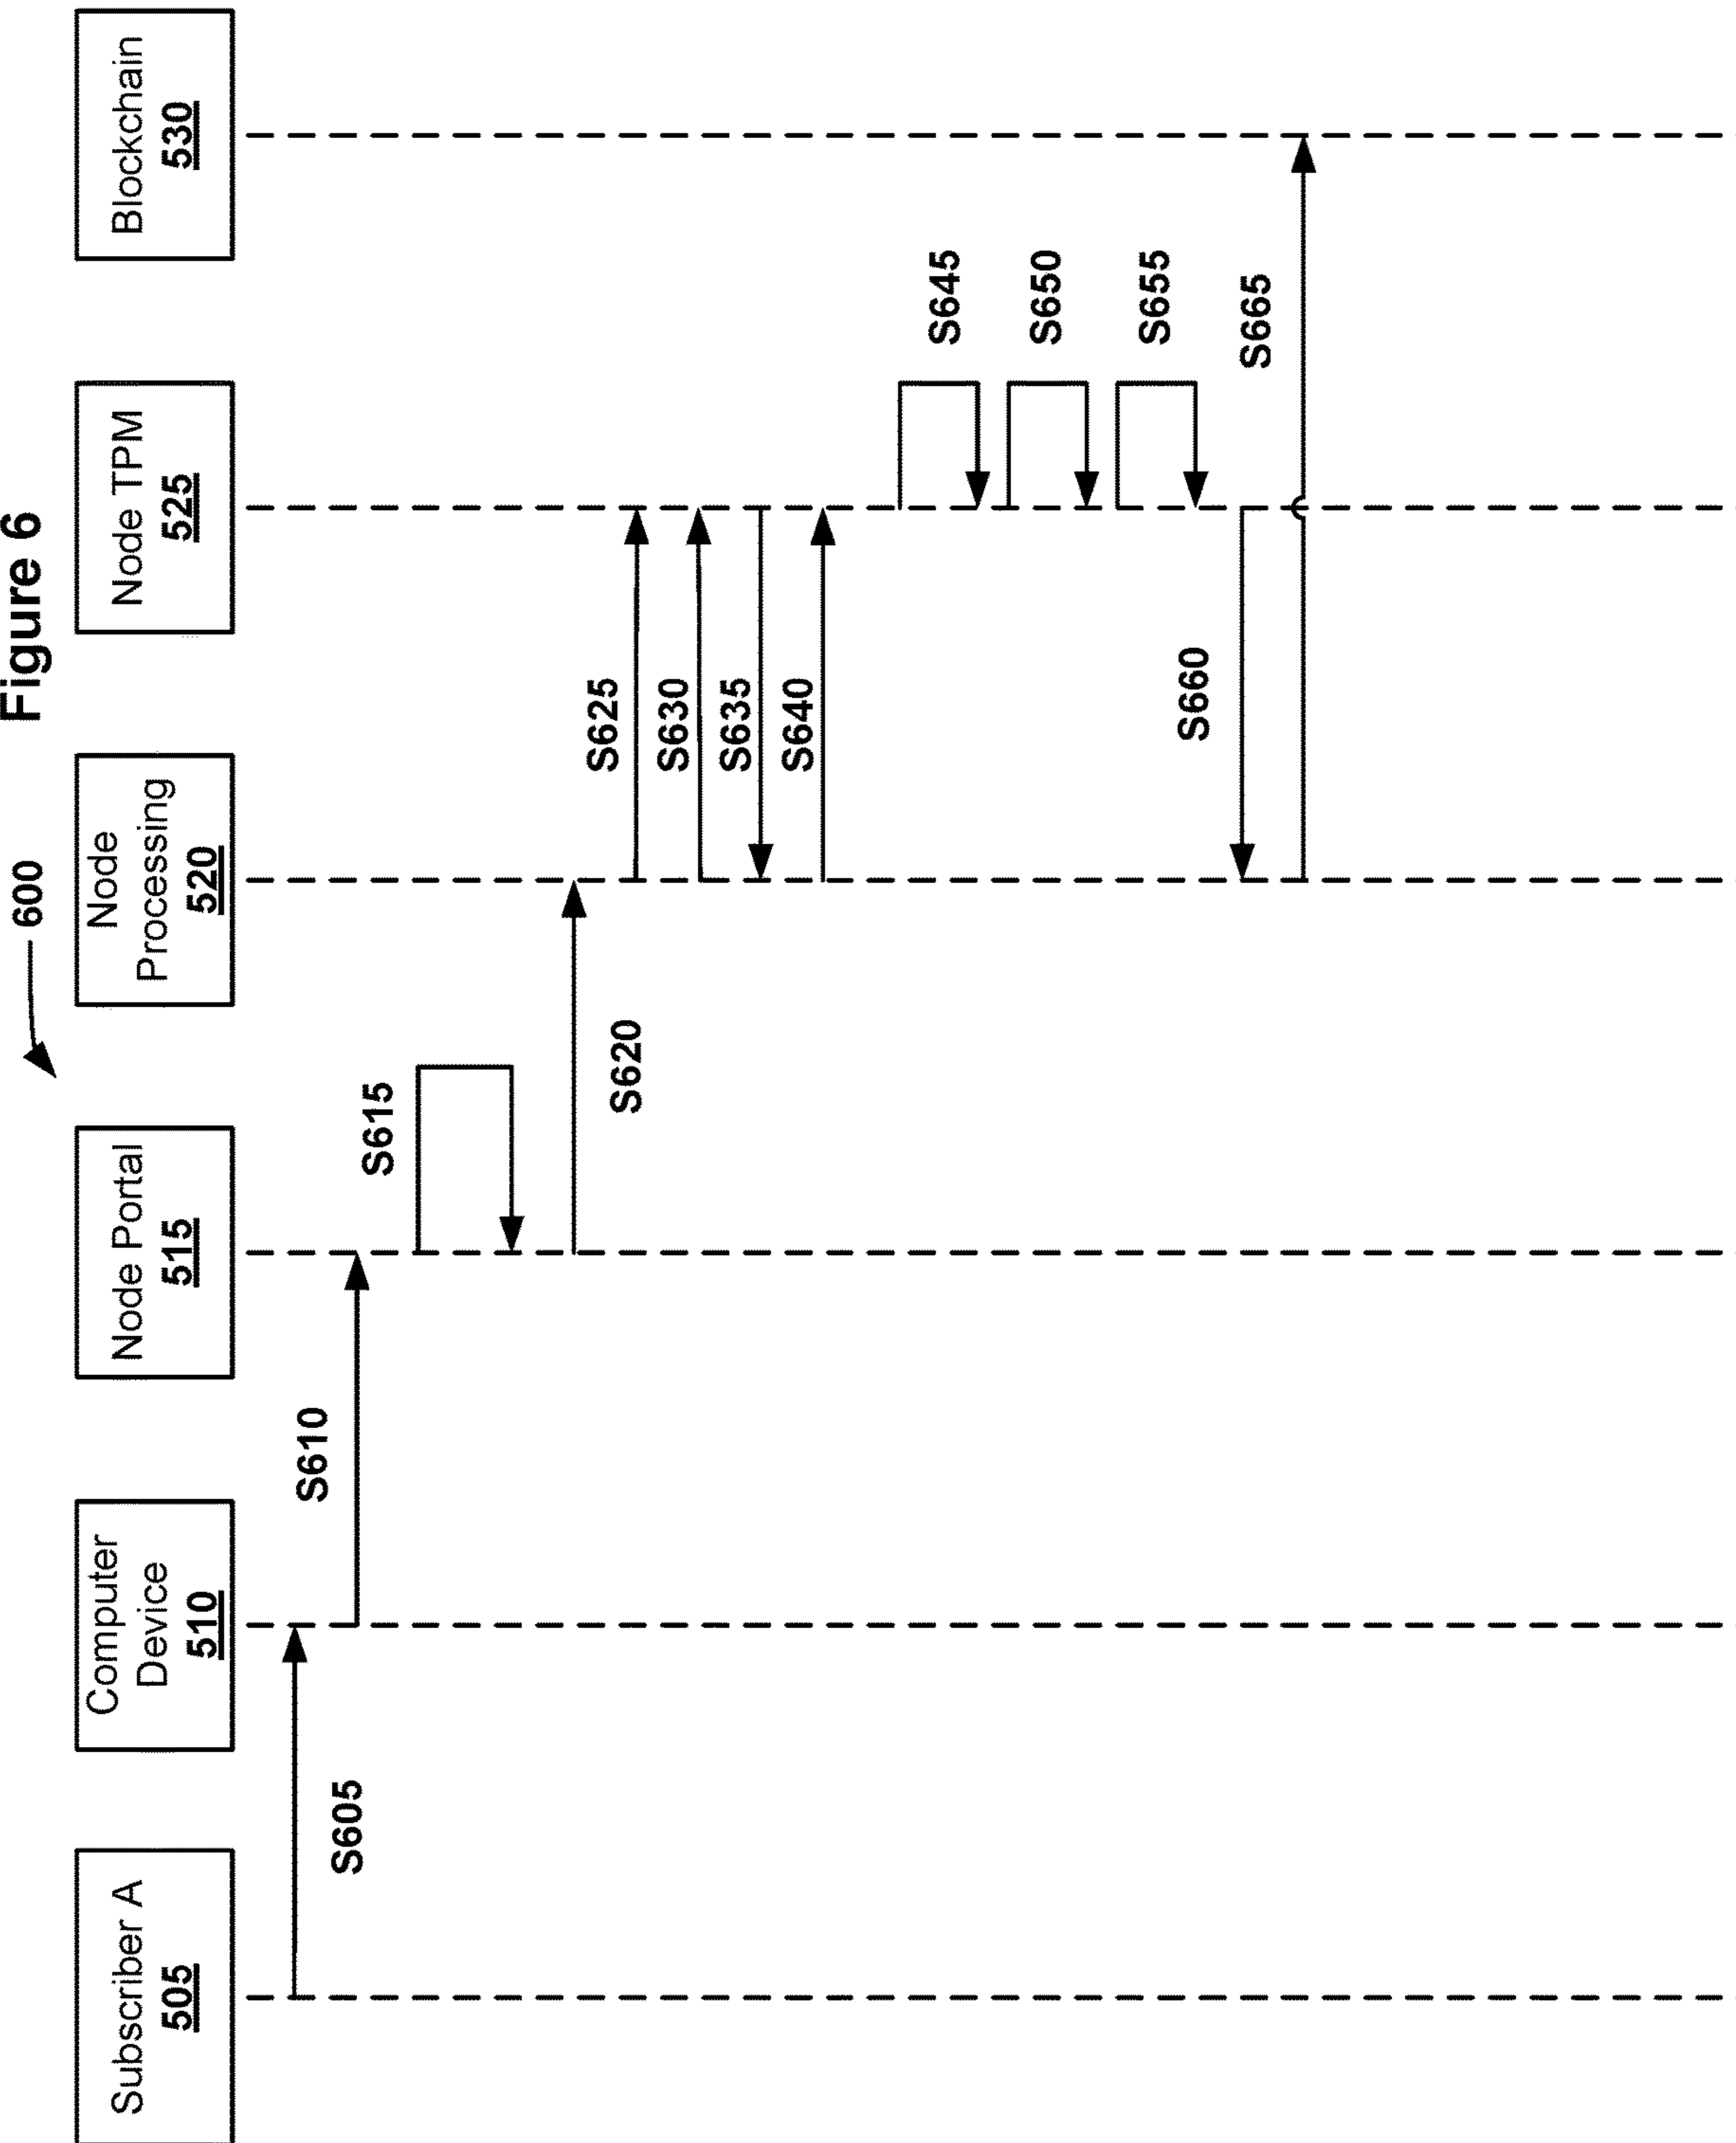 Figure 6
600
Subscriber A
505
Computer
Device
510
Node Portal
515
Node
Processing
520
Node TPM
525
Blockchain
530
S605
S610
S615
S620
S625
S630
S635
S640
S645
S650
S655
S660
S665